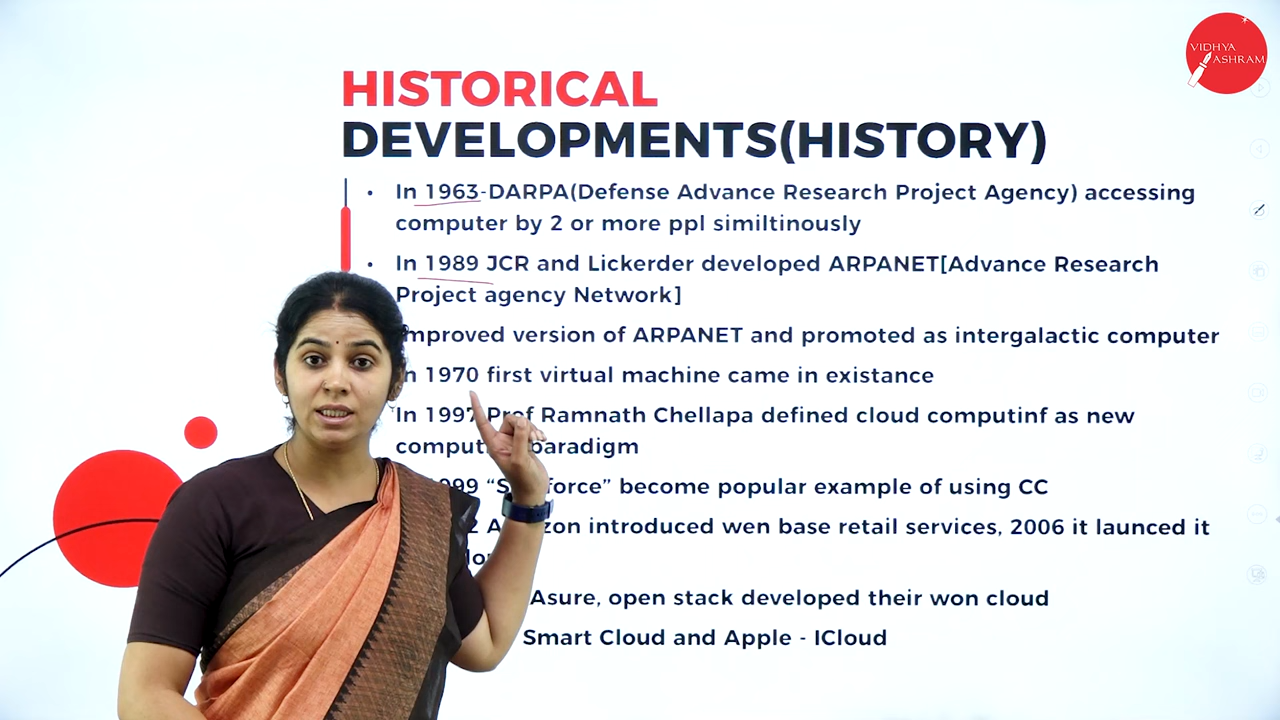 VIDHYA
ASHRAM
HISTORICAL
DEVELOPMENTS(HISTORY)
• In 1963-DARPA(Defense Advance Research Project Agency) accessing
computer by 2 or more ppl similtinously
• In 1989 JCR and Lickerder developed ARPANET[Advance Research
Project agency Network]
mproved version of ARPANET and promoted as intergalactic computer
n 1970 first virtual machine came in existance
In 1997 Prof Ramnath Chellapa defined cloud computinf as new
paradigm
force” become popular example of using CC
introduced wen base retail services, 2006 it launced it
Asure, open stack developed their won cloud
Smart Cloud and Apple - ICloud